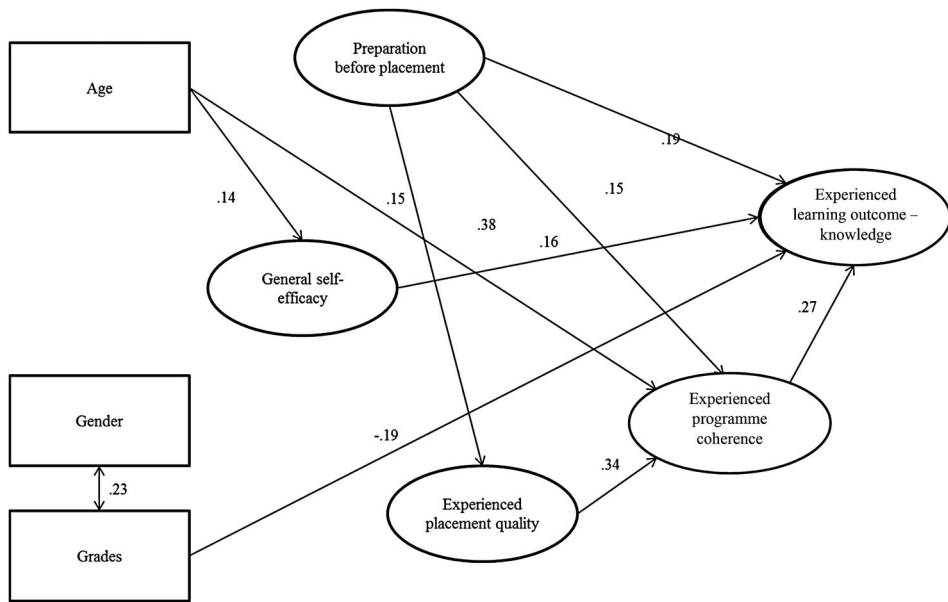 Preparation
before placement
Age
.19
Experienced
learning outcome –
knowledge
.14
.15
.38
.15
.16
General self-
efficacy
.27
Gender
Experienced
programme
coherence
-.19
.34
.23
Experienced
placement quality
Grades